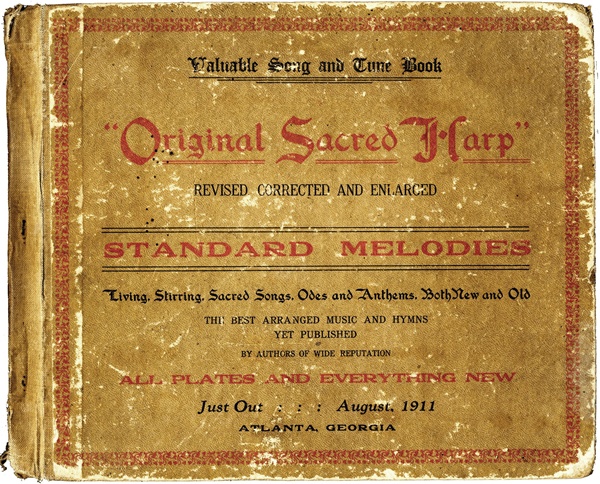 Valuable Song and Tune Book
"Original Sacred Harp"
REVISED, CORRECTED AND ENLARGED
STANDARD MELODIES
Living, Stirring, Sacred Songs, Odes and Anthems, Both New and Old
THE BEST ARRANGED MUSIC AND HYMNS
YET PUBLISHED
BY AUTHORS OF WIDE REPUTATION
ALL PLATES AND EVERYTHING NEW
Just Out : : : August, 1911
ATLANTA, GEORGIA